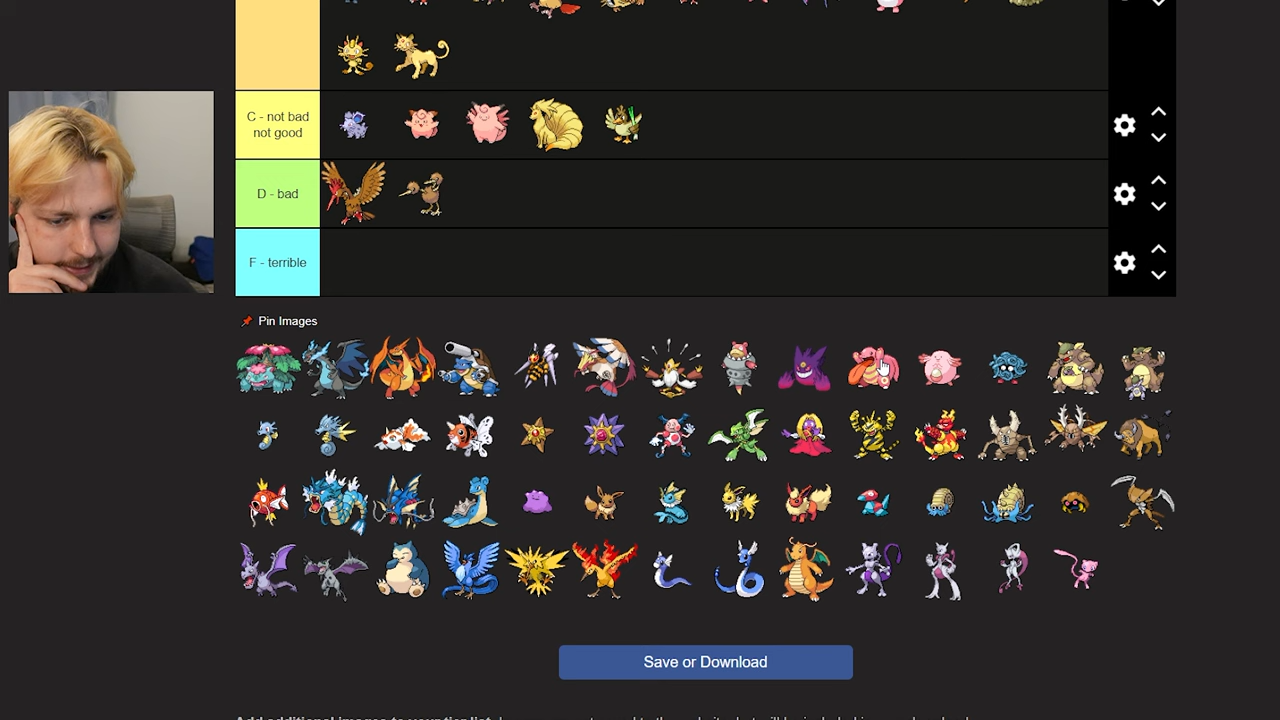 C - not bad
not good
D - bad
F - terrible
Pin Images
Save or Download